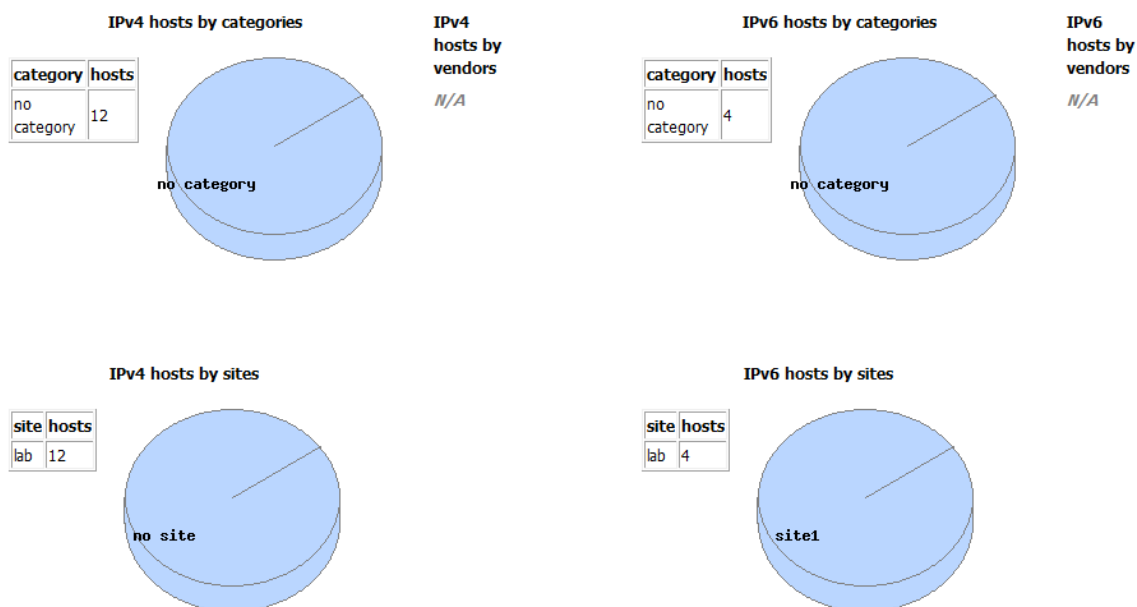 IPv4 hosts by categories
category hosts
no
category 12
no category
IPv4
hosts by
vendors
N/A
IPv6 hosts by categories
category hosts
no
category 4
no category
IPv6
hosts by
vendors
N/A
IPv4 hosts by sites
site hosts
lab 12
no site
IPv6 hosts by sites
site hosts
lab 4
site1